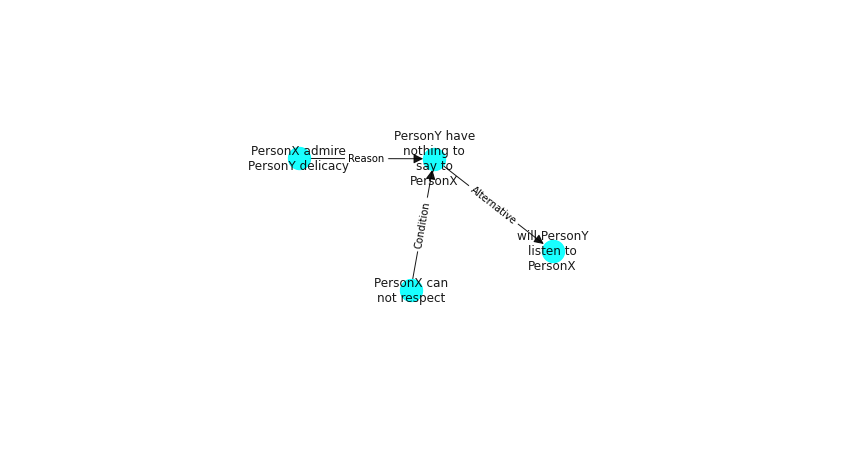 PersonY have
nothing to
say to
PersonX
PersonX admire
PersonY delicacy
Reason
Alternative
Condition
will PersonY
listen to
PersonX
PersonX can
not respect